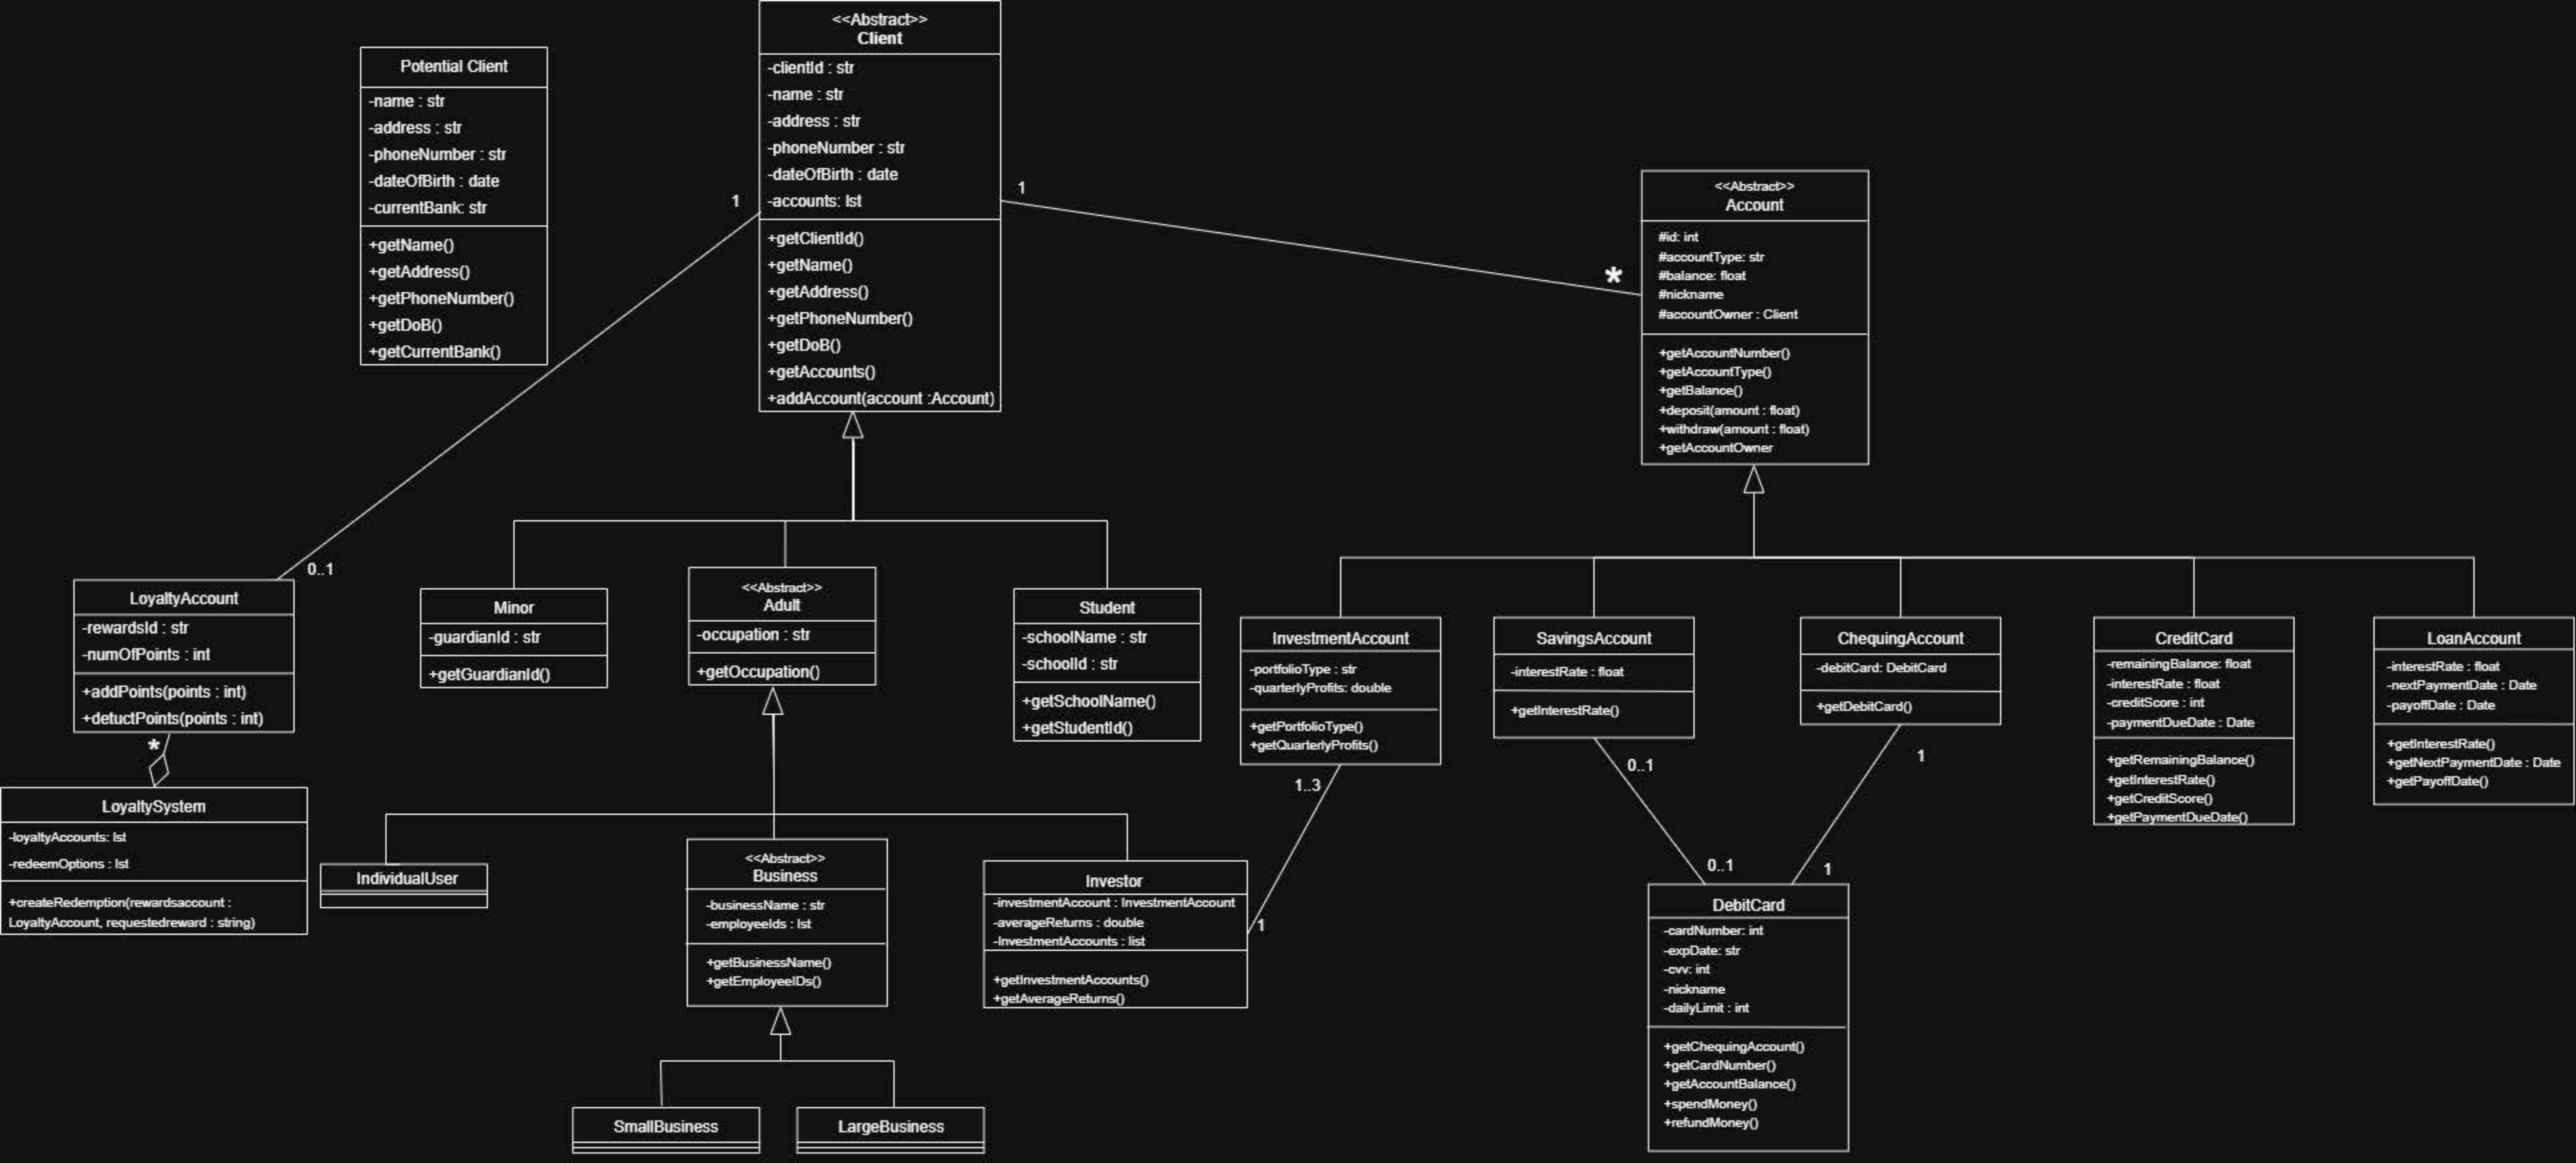 Potential Client
-name : str
-address : str
-phoneNumber : str
-dateOfBirth : date
-currentBank: str
+getName()
+getAddress()
+getPhoneNumber()
+getDoB()
+getCurrentBank()
<<Abstract>>
Client
-clientId : str
-name : str
-address : str
-phoneNumber : str
-dateOfBirth : date
-accounts: lst
+getClientId()
+getName()
+getAddress()
+getPhoneNumber()
+getDoB()
+getAccounts()
+addAccount(account :Account)
1
1
*
0..1
<<Abstract>>
Account
#id: int
#accountType: str
#balance: float
#nickname
#accountOwner : Client
+getAccountNumber()
+getAccountType()
+getBalance()
+deposit(amount : float)
+withdraw(amount : float)
+getAccountOwner
LoyaltyAccount
-rewardsId : str
-numOfPoints : int
+addPoints(points : int)
+detuctPoints(points : int)
*
LoyaltySystem
-loyaltyAccounts: lst
-redeemOptions : lst
+createRedemption(rewardsaccount :
LoyaltyAccount, requestedreward : string)
Minor
-guardianId : str
+getGuardianId()
<<Abstract>>
Adult
-occupation : str
+getOccupation()
Student
-schoolName : str
-schoolId : str
+getSchoolName()
+getStudentId()
IndividualUser
<<Abstract>>
Business
-businessName : str
-employeeIds : lst
+getBusinessName()
+getEmployeeIDs()
Investor
-investmentAccount : InvestmentAccount
-averageReturns : double
-InvestmentAccounts : list
+getInvestmentAccounts()
+getAverageReturns()
SmallBusiness
LargeBusiness
InvestmentAccount
-portfolioType : str
-quarterlyProfits: double
+getPortfolioType()
+getQuarterlyProfits()
1..3
1
SavingsAccount
-interestRate : float
+getInterestRate()
0..1
0..1
ChequingAccount
-debitCard: DebitCard
+getDebitCard()
1
1
CreditCard
-remainingBalance: float
-interestRate : float
-creditScore : int
-paymentDueDate : Date
+getRemainingBalance()
+getInterestRate()
+getCreditScore()
+getPaymentDueDate()
LoanAccount
-interestRate : float
-nextPaymentDate : Date
-payoffDate : Date
+getInterestRate()
+getNextPaymentDate : Date
+getPayoffDate()
DebitCard
-cardNumber: int
-expDate: str
-cvv: int
-nickname
-dailyLimit : int
+getChequingAccount()
+getCardNumber()
+getAccountBalance()
+spendMoney()
+refundMoney()